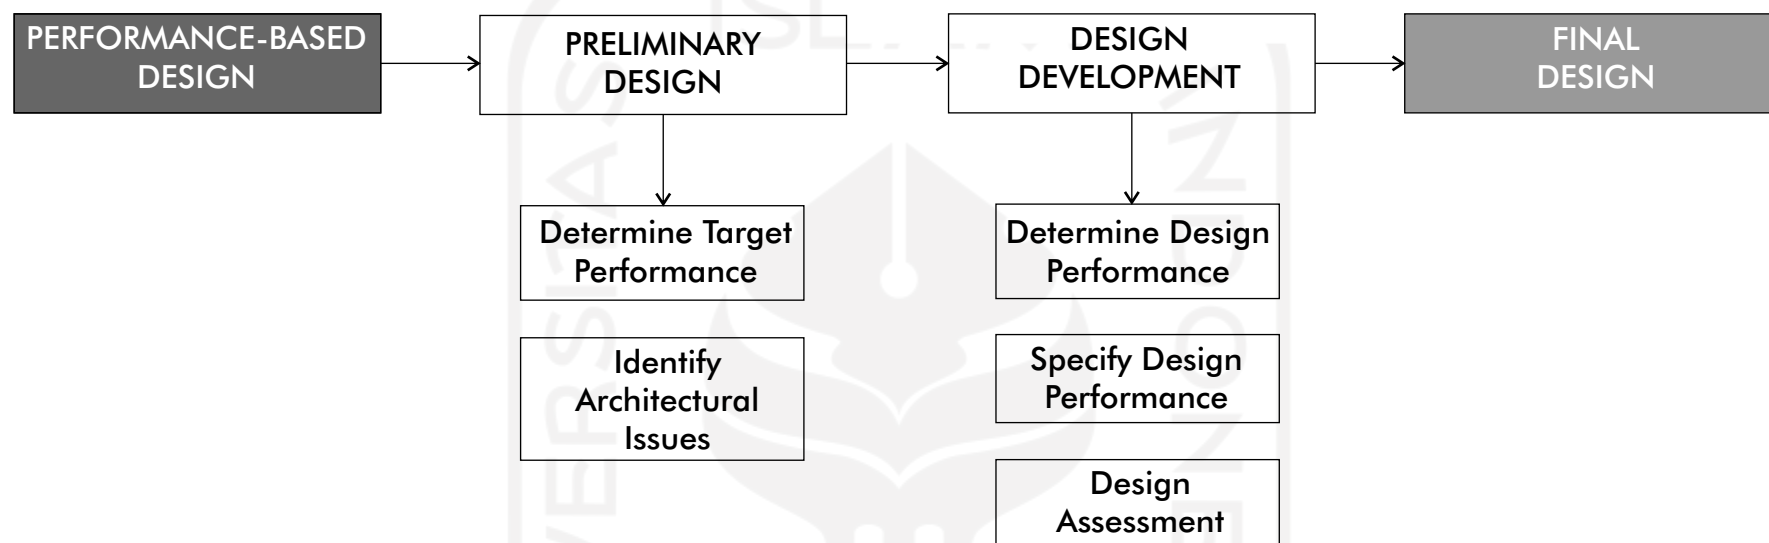 PERFORMANCE-BASED
DESIGN
PRELIMINARY
DESIGN
DESIGN
DEVELOPMENT
FINAL
DESIGN
Determine Target
Performance
Identify
Architectural
Issues
Determine Design
Performance
Specify Design
Performance
Design
Assessment